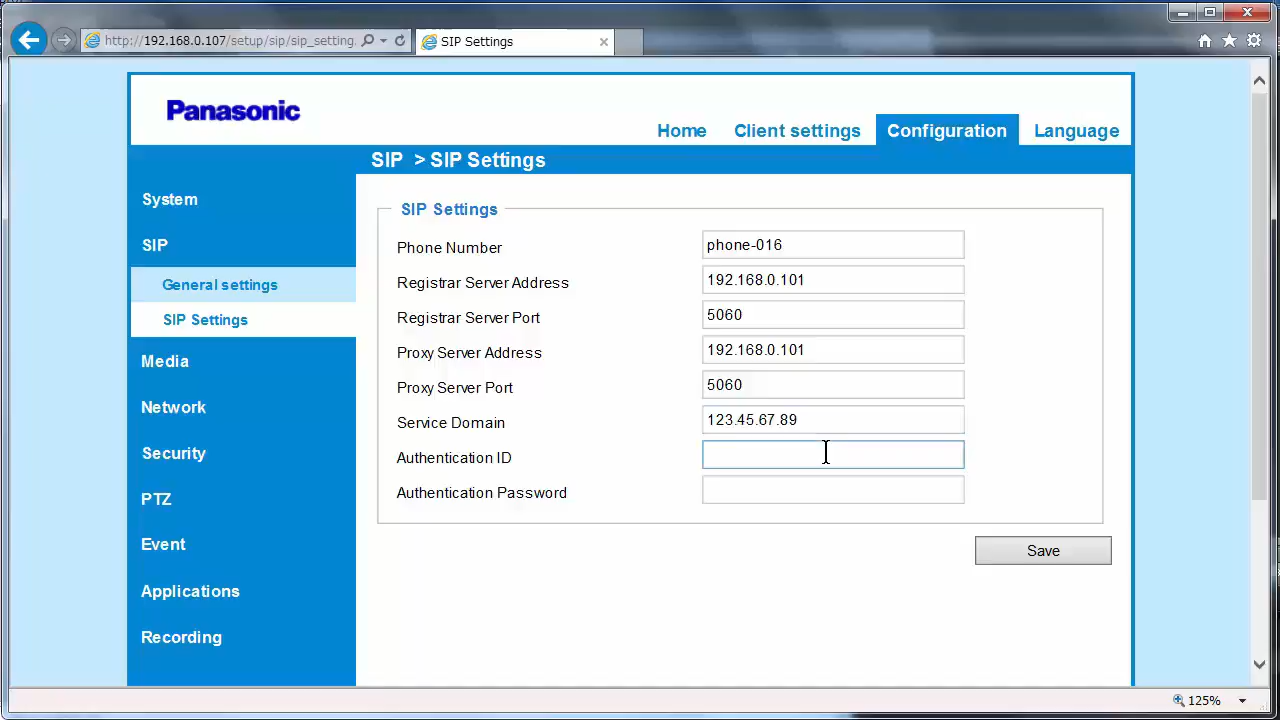 http://192.168.0.107/setup/sip/sip_setting.
SIP Settings
Panasonic
Home Client settings Configuration Language
SIP > SIP Settings
System
SIP
General settings
SIP Settings
Media
Network
Security
PTZ
Event
Applications
Recording
SIP Settings
Phone Number phone-016
Registrar Server Address 192.168.0.101
Registrar Server Port 5060
Proxy Server Address 192.168.0.101
Proxy Server Port 5060
Service Domain 123.45.67.89
Authentication ID
Authentication Password
Save
125%